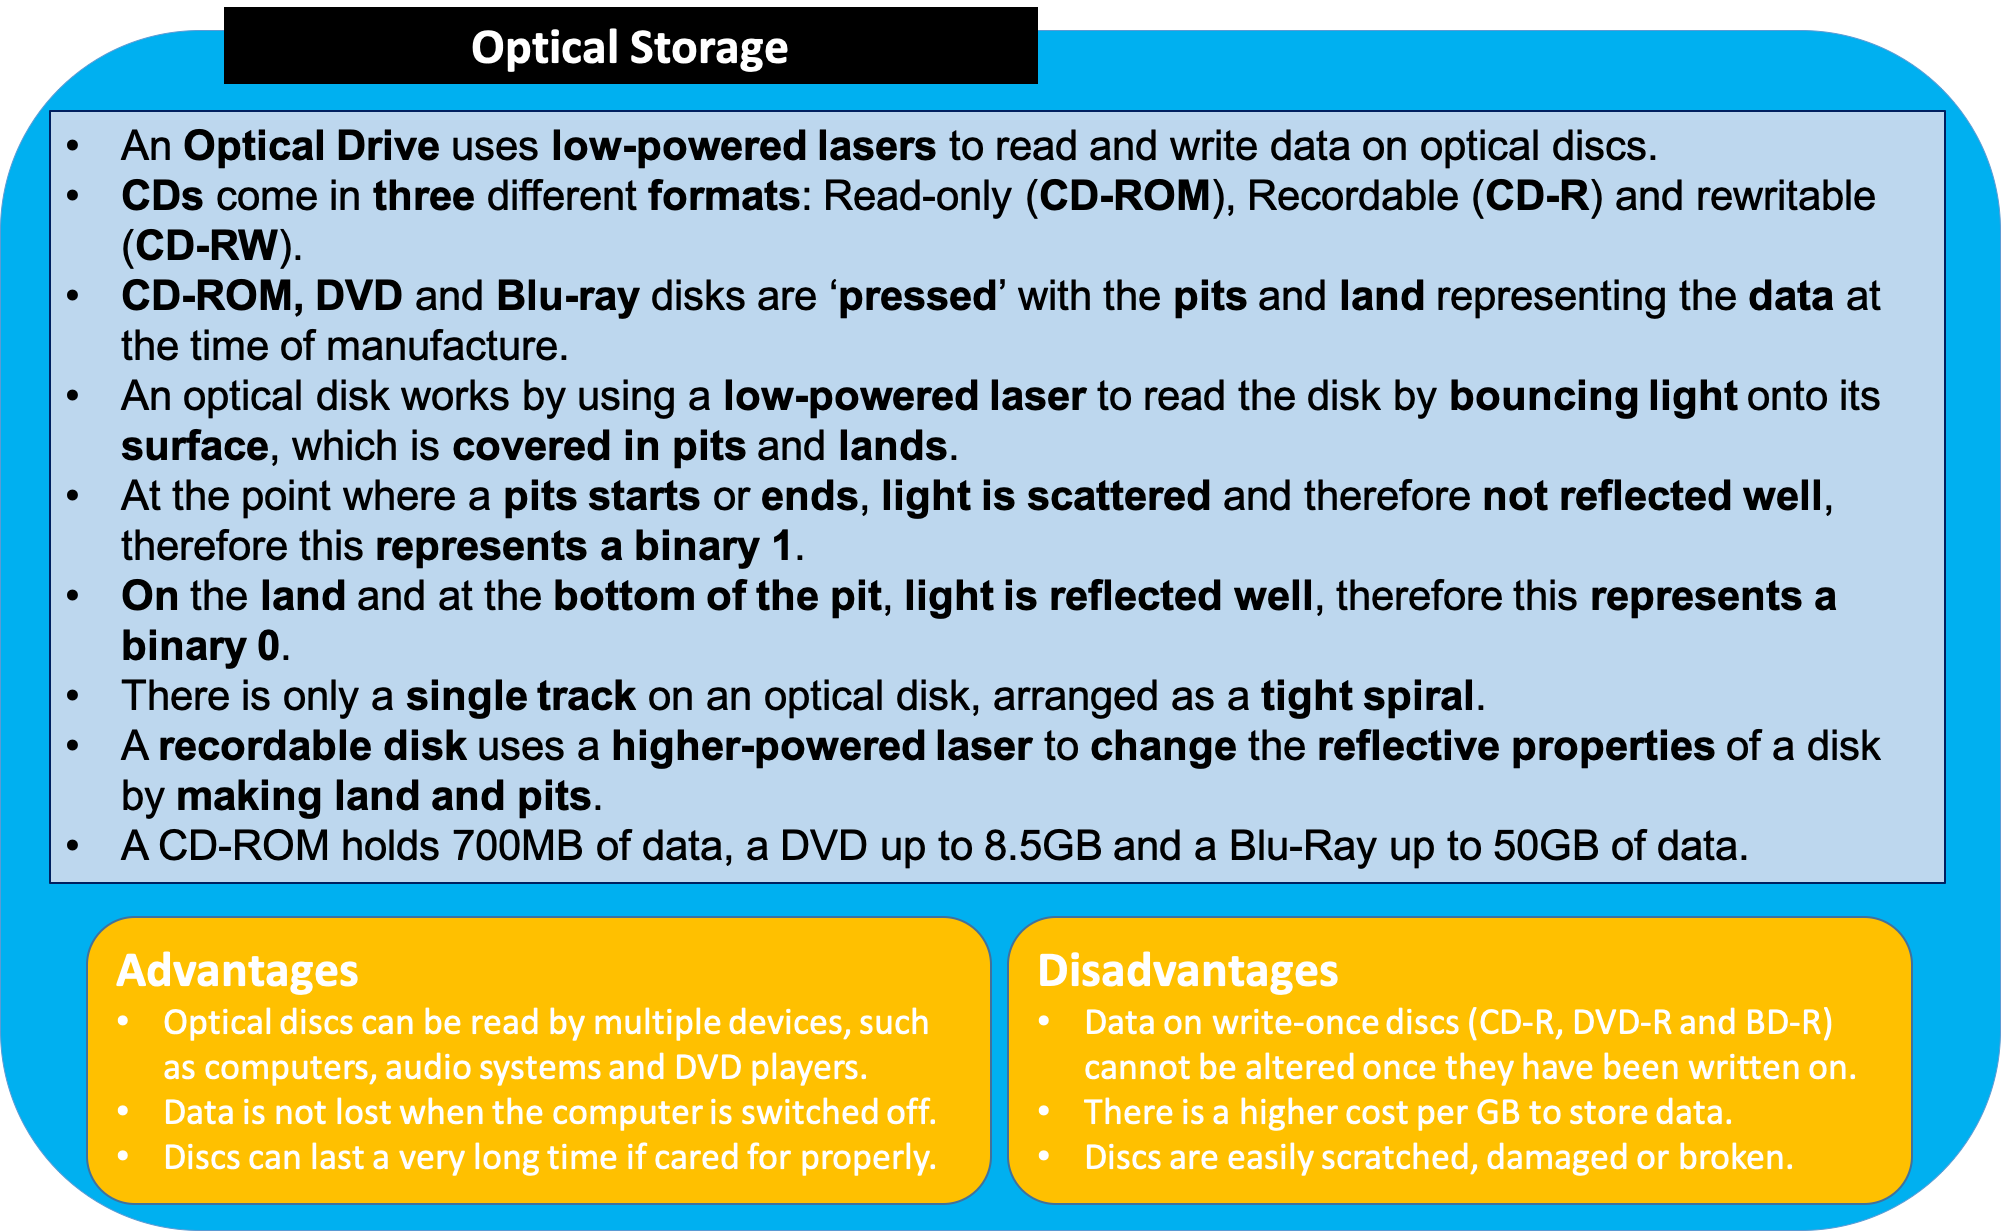 Optical Storage
• An Optical Drive uses low-powered lasers to read and write data on optical discs.
• CDs come in three different formats: Read-only (CD-ROM), Recordable (CD-R) and rewritable
(CD-RW).
• CD-ROM, DVD and Blu-ray disks are ‘pressed’ with the pits and land representing the data at
the time of manufacture.
• An optical disk works by using a low-powered laser to read the disk by bouncing light onto its
surface, which is covered in pits and lands.
• At the point where a pits starts or ends, light is scattered and therefore not reflected well,
therefore this represents a binary 1.
• On the land and at the bottom of the pit, light is reflected well, therefore this represents a
binary 0.
• There is only a single track on an optical disk, arranged as a tight spiral.
• A recordable disk uses a higher-powered laser to change the reflective properties of a disk
by making land and pits.
• A CD-ROM holds 700MB of data, a DVD up to 8.5GB and a Blu-Ray up to 50GB of data.
Advantages
• Optical discs can be read by multiple devices, such
as computers, audio systems and DVD players.
• Data is not lost when the computer is switched off.
• Discs can last a very long time if cared for properly.
Disadvantages
• Data on write-once discs (CD-R, DVD-R and BD-R)
cannot be altered once they have been written on.
• There is a higher cost per GB to store data.
• Discs are easily scratched, damaged or broken.